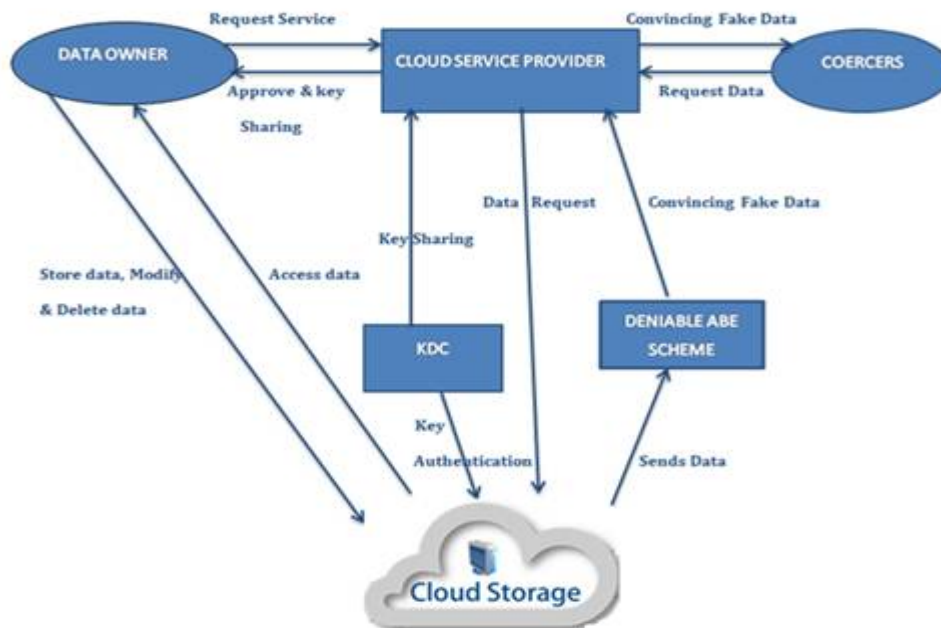 Request Service
Convincing Fake Data
DATA OWNER
CLOUD SERVICE PROVIDER
COERCERS
Approve & key
Sharing
Request Data
Data Request
Convincing Fake Data
Key Sharing
Store data, Modify
& Delete data
Access data
KDC
DENIABLE ABE
SCHEME
Key
Authentication
Sends Data
Cloud Storage